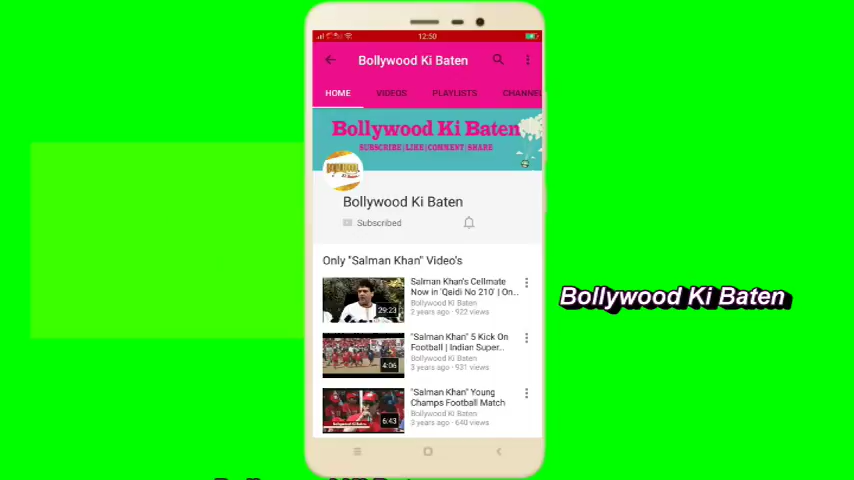 12:50
Bollywood Ki Baten
HOME VIDEOS PLAYLISTS CHANNEL
Bollywood Ki Baten
SUBSCRIBE|LIKE|COMMENT|SHARE
Bollywood Ki Baten
Subscribed
Only "Salman Khan" Video's
Salman Khan's Cellmate
Now in 'Qaidi No 210' | On...
Bollywood Ki Baten
2 years ago · 922 views
29:23
"Salman Khan" 5 Kick On
Football | Indian Super...
Bollywood Ki Baten
3 years ago · 931 views
4:06
"Salman Khan" Young
Champs Football Match
Bollywood Ki Baten
3 years ago · 640 views
6:43
Bollywood Ki Baten